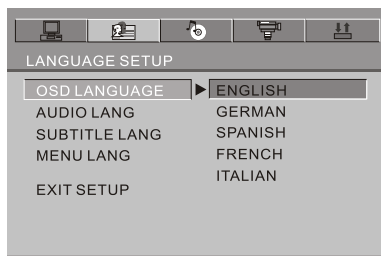 LANGUAGE SETUP
OSD LANGUAGE ENGLISH
AUDIO LANG GERMAN
SUBTITLE LANG SPANISH
MENU LANG FRENCH
ITALIAN
EXIT SETUP